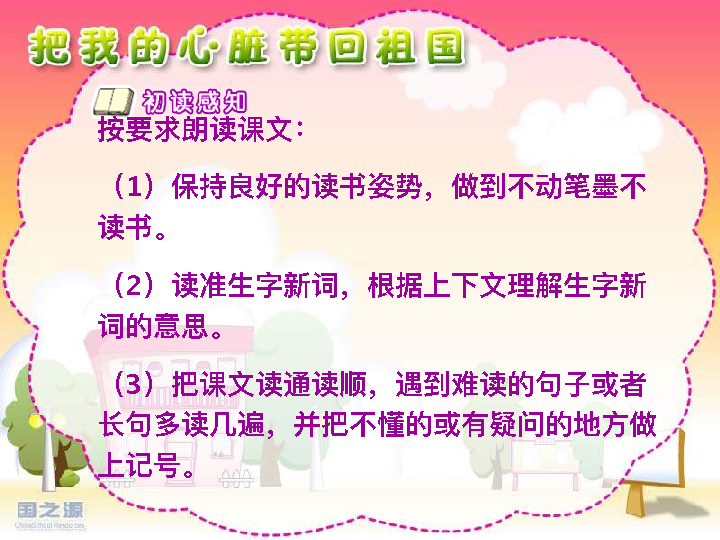 把我的心脏带回祖国
初读感知
按要求朗读课文：
（1）保持良好的读书姿势，做到不动笔墨不
读书。
（2）读准生字新词，根据上下文理解生字新
词的意思。
（3）把课文读通读顺，遇到难读的句子或者
长句多读几遍，并把不懂的或有疑问的地方做
上记号。
国之源
ChinaSchool Resources